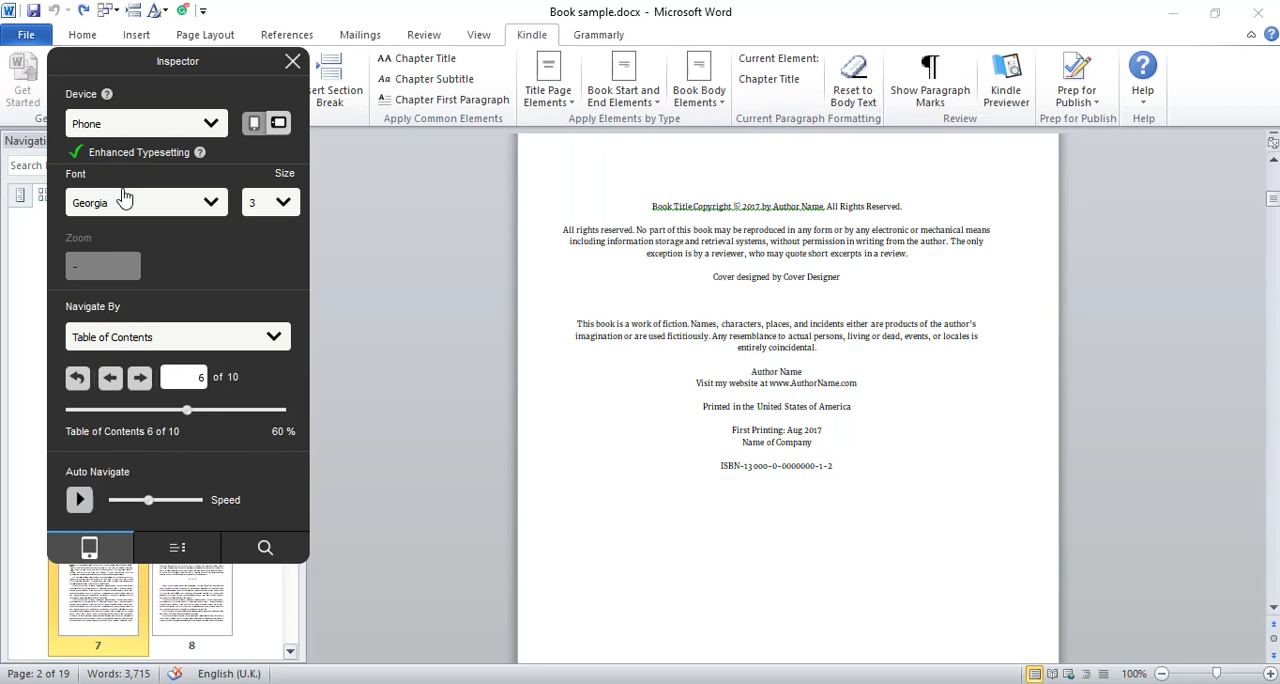 Book sample.docx - Microsoft Word
File Home Insert Page Layout References Mailings Review View Kindle Grammarly
Get Started
Insert Section Break
AA Chapter Title
Aa Chapter Subtitle
Chapter First Paragraph
Apply Common Elements
Title Page Elements
Book Start and End Elements
Book Body Elements
Apply Elements by Type
Current Element:
Chapter Title
Reset to Body Text
Current Paragraph Formatting
Show Paragraph Marks
Kindle Previewer
Review
Prep for Publish
Prep for Publish
Help
Help
Inspector
Device ?
Phone
Enhanced Typesetting ?
Font Size
Georgia 3
Zoom
-
Navigate By
Table of Contents
6 of 10
Table of Contents 6 of 10 60 %
Auto Navigate
Speed
Search
7 8
Book Title Copyright © 2017 by Author Name. All Rights Reserved.
All rights reserved. No part of this book may be reproduced in any form or by any electronic or mechanical means
including information storage and retrieval systems, without permission in writing from the author. The only
exception is by a reviewer, who may quote short excerpts in a review.
Cover designed by Cover Designer
This book is a work of fiction. Names, characters, places, and incidents either are products of the author's
imagination or are used fictitiously. Any resemblance to actual persons, living or dead, events, or locales is
entirely coincidental.
Author Name
Visit my website at www.AuthorName.com
Printed in the United States of America
First Printing: Aug 2017
Name of Company
ISBN-13 000-0-0000000-1-2
Page: 2 of 19 Words: 3,715 English (U.K.) 100%